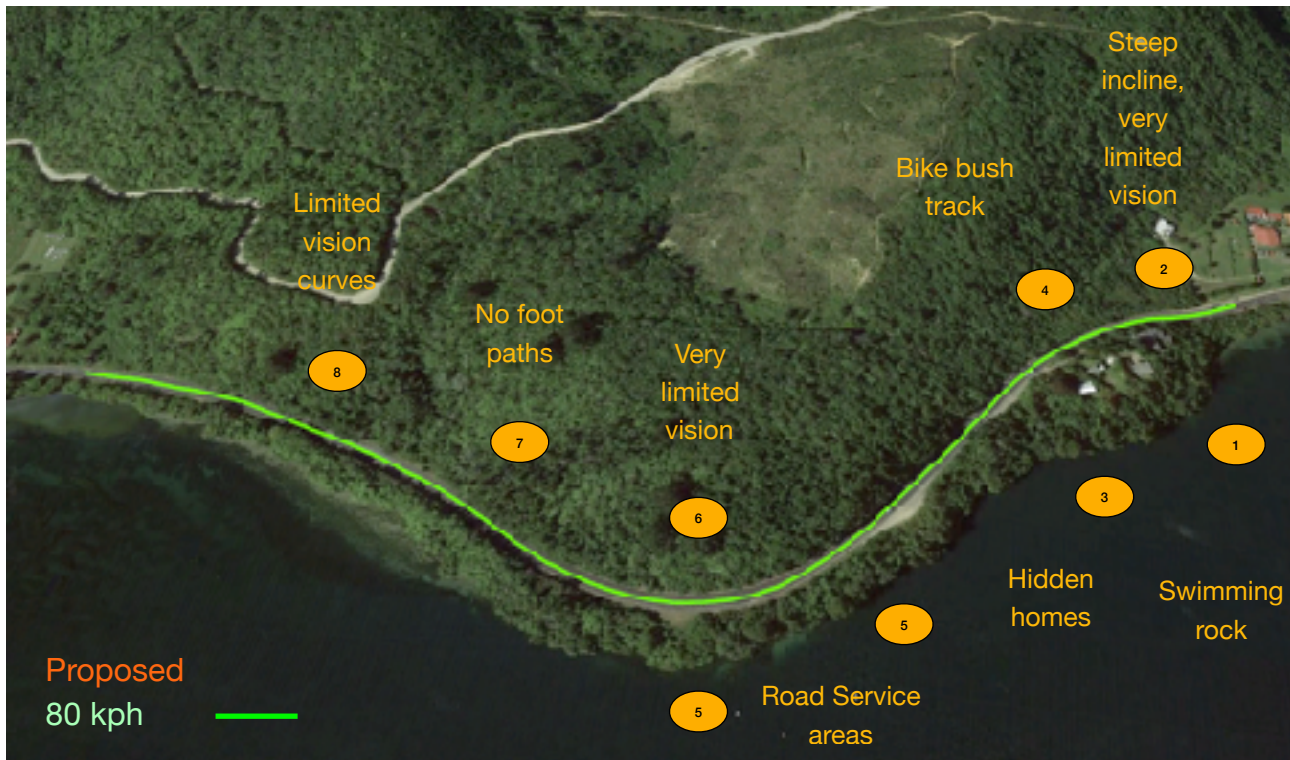 Steep
incline,
very
limited
vision
Bike bush
track
Limited
vision
curves
2
4
No foot
paths
Very
limited
vision
8
7
1
3
6
Hidden
homes
Swimming
rock
5
Proposed
80 kph
5
Road Service
areas